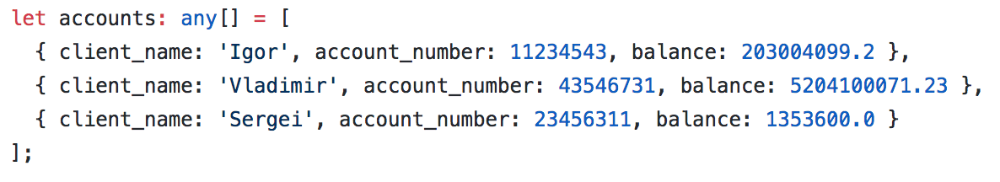 let accounts: any[] = [
  { client_name: 'Igor', account_number: 11234543, balance: 203004099.2 },
  { client_name: 'Vladimir', account_number: 43546731, balance: 5204100071.23 },
  { client_name: 'Sergei', account_number: 23456311, balance: 1353600.0 }
];